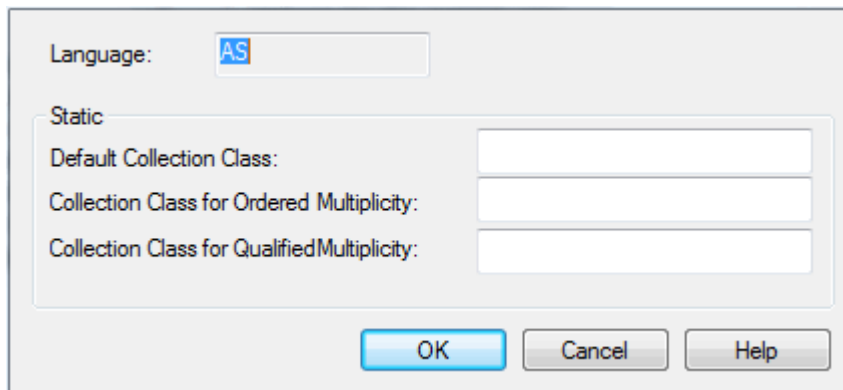 Language: AS
Static
Default Collection Class:
Collection Class for Ordered Multiplicity:
Collection Class for QualifiedMultiplicity:
OK Cancel Help